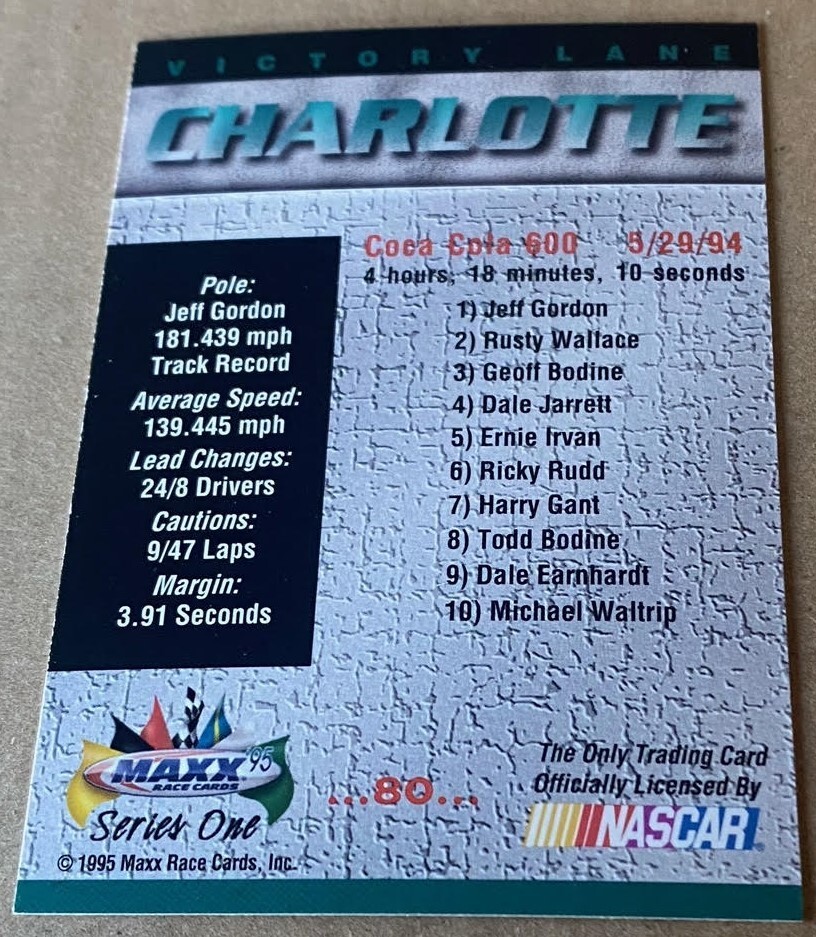 VICTORY LANE
CHARLOTTE
Coca Cola 600 5/29/94
4 hours, 18 minutes, 10 seconds
Pole:
Jeff Gordon
181.439 mph
Track Record
Average Speed:
139.445 mph
Lead Changes:
24/8 Drivers
Cautions:
9/47 Laps
Margin:
3.91 Seconds
1) Jeff Gordon
2) Rusty Wallace
3) Geoff Bodine
4) Dale Jarrett
5) Ernie Irvan
6) Ricky Rudd
7) Harry Gant
8) Todd Bodine
9) Dale Earnhardt
10) Michael Waltrip
MAXX '95
RACE CARDS
Series One
© 1995 Maxx Race Cards, Inc.
...80...
The Only Trading Card
Officially Licensed By
NASCAR